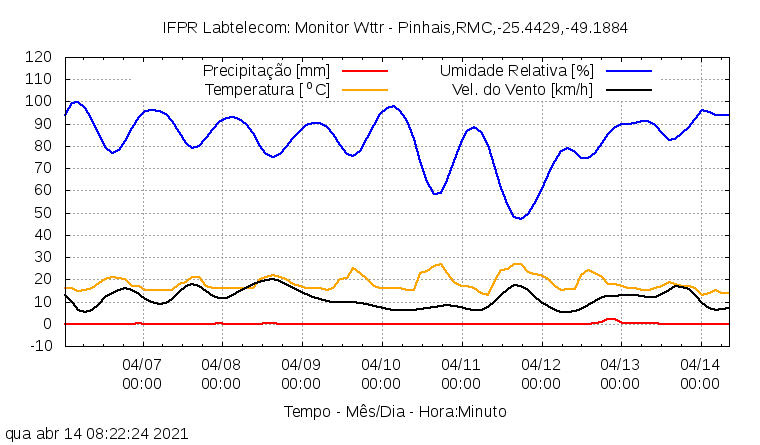 IFPR Labtelecom: Monitor Wttr - Pinhais,RMC,-25.4429,-49.1884
Precipitação [mm]
Temperatura [⁰C]
Umidade Relativa [%]
Vel. do Vento [km/h]
120
110
100
90
80
70
60
50
40
30
20
10
0
-10
04/07 04/08 04/09 04/10 04/11 04/12 04/13 04/14
00:00 00:00 00:00 00:00 00:00 00:00 00:00 00:00
Tempo - Mês/Dia - Hora:Minuto
qua abr 14 08:22:24 2021